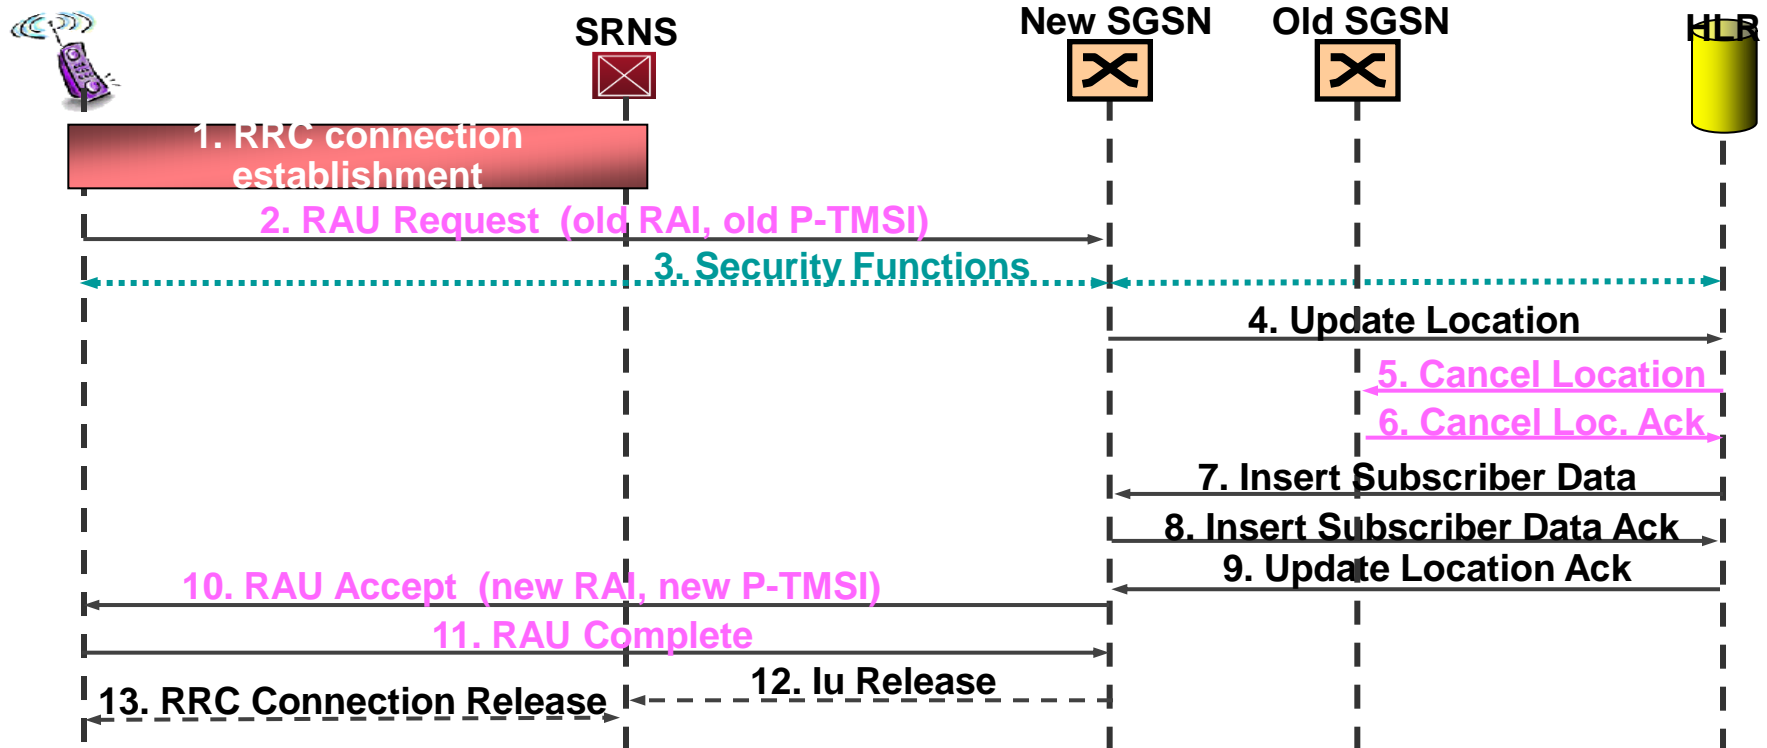 SRNS
New SGSN
Old SGSN
HLR
1. RRC connection
establishment
2. RAU Request (old RAI, old P-TMSI)
3. Security Functions
4. Update Location
5. Cancel Location
6. Cancel Loc. Ack
7. Insert Subscriber Data
8. Insert Subscriber Data Ack
9. Update Location Ack
10. RAU Accept (new RAI, new P-TMSI)
11. RAU Complete
12. Iu Release
13. RRC Connection Release